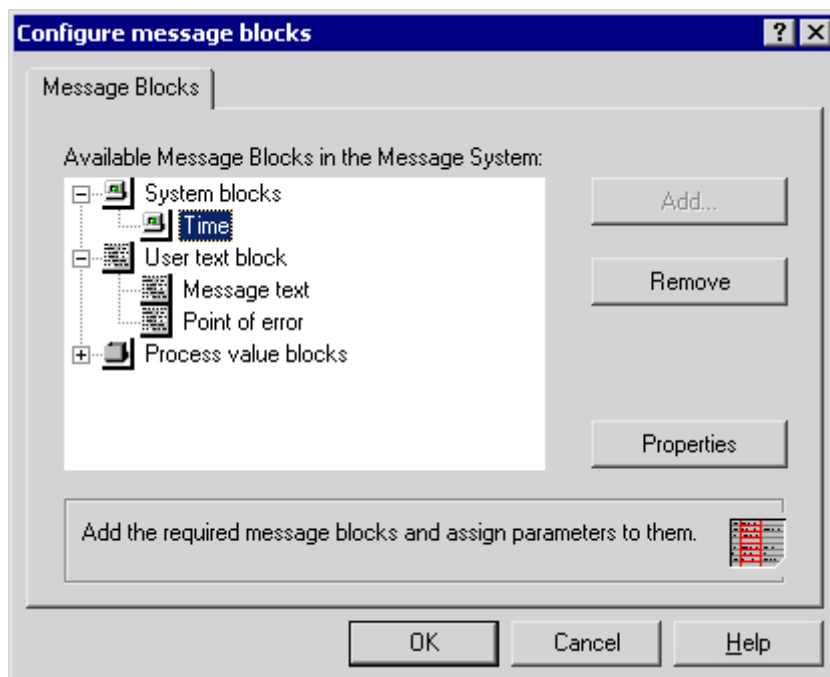 Configure message blocks
Message Blocks
Available Message Blocks in the Message System:
System blocks
Time
User text block
Message text
Point of error
Process value blocks
Add...
Remove
Properties
Add the required message blocks and assign parameters to them.
OK
Cancel
Help